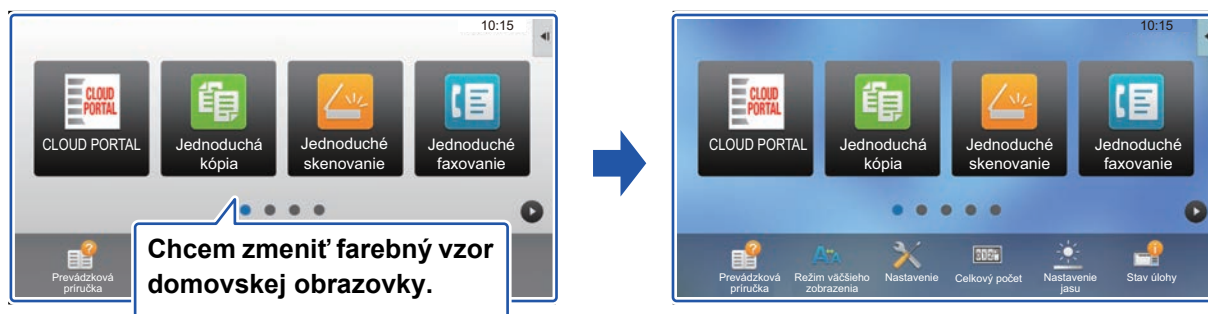 10:15
CLOUD
PORTAL
CLOUD PORTAL
Jednoduchá
kópia
Jednoduché
skenovanie
Jednoduché
faxovanie
Chcem zmeniť farebný vzor
domovskej obrazovky.
Prevádzková
príručka
10:15
CLOUD
PORTAL
CLOUD PORTAL
Jednoduchá
kópia
Jednoduché
skenovanie
Jednoduché
faxovanie
Prevádzková
príručka
Režim väčšieho
zobrazenia
Nastavenie
Celkový počet
Nastavenie
jasu
Stav úlohy